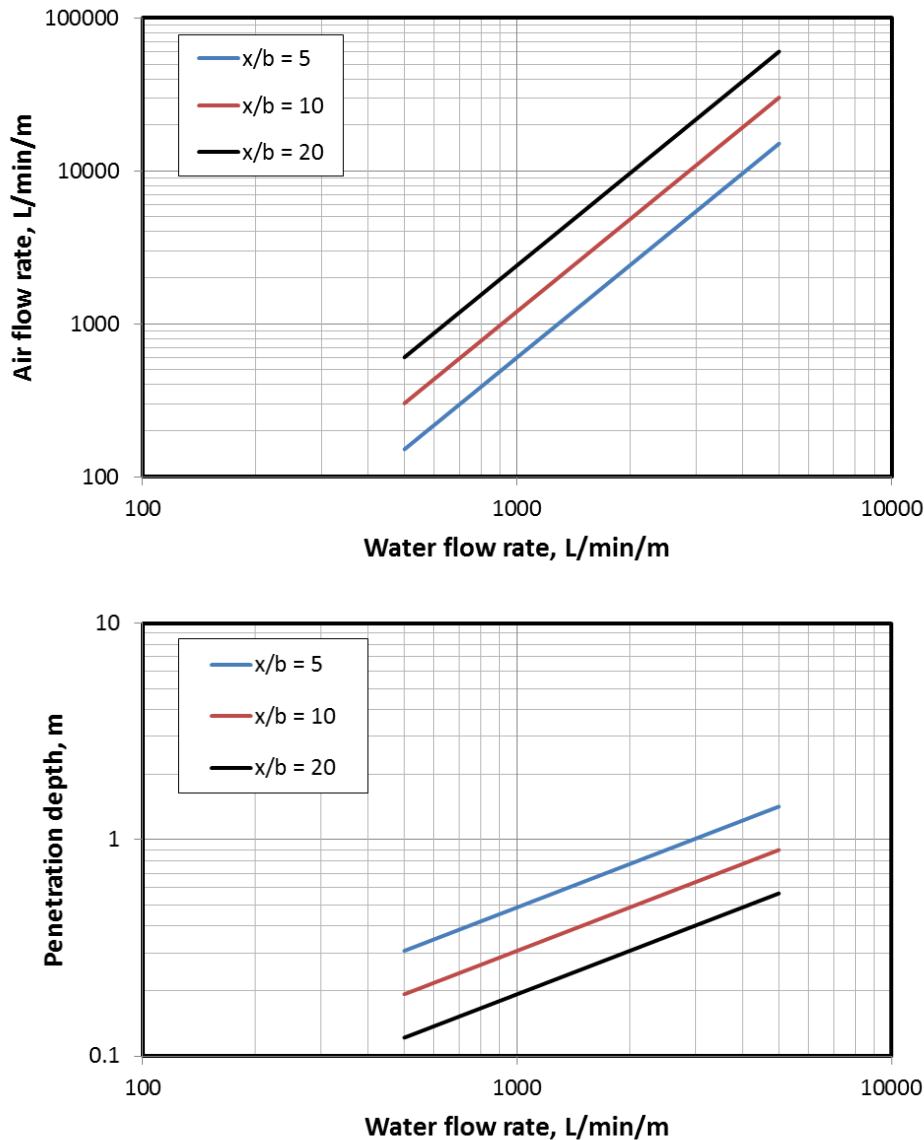 100000
10000
1000
100
Air flow rate, L/min/m
x/b = 5
x/b = 10
x/b = 20
100
1000
10000
Water flow rate, L/min/m
10
1
0.1
Penetration depth, m
x/b = 5
x/b = 10
x/b = 20
100
1000
10000
Water flow rate, L/min/m